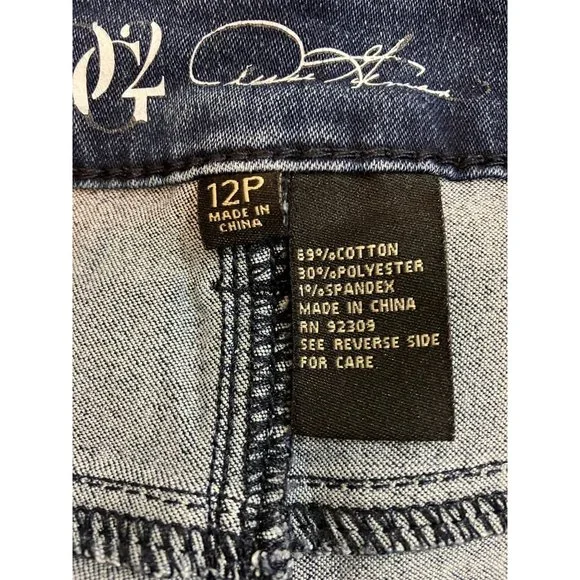 12P
MADE IN
CHINA
69%COTTON
30%POLYESTER
1%SPANDEX
MADE IN CHINA
RN 92309
SEE REVERSE SIDE
FOR CARE